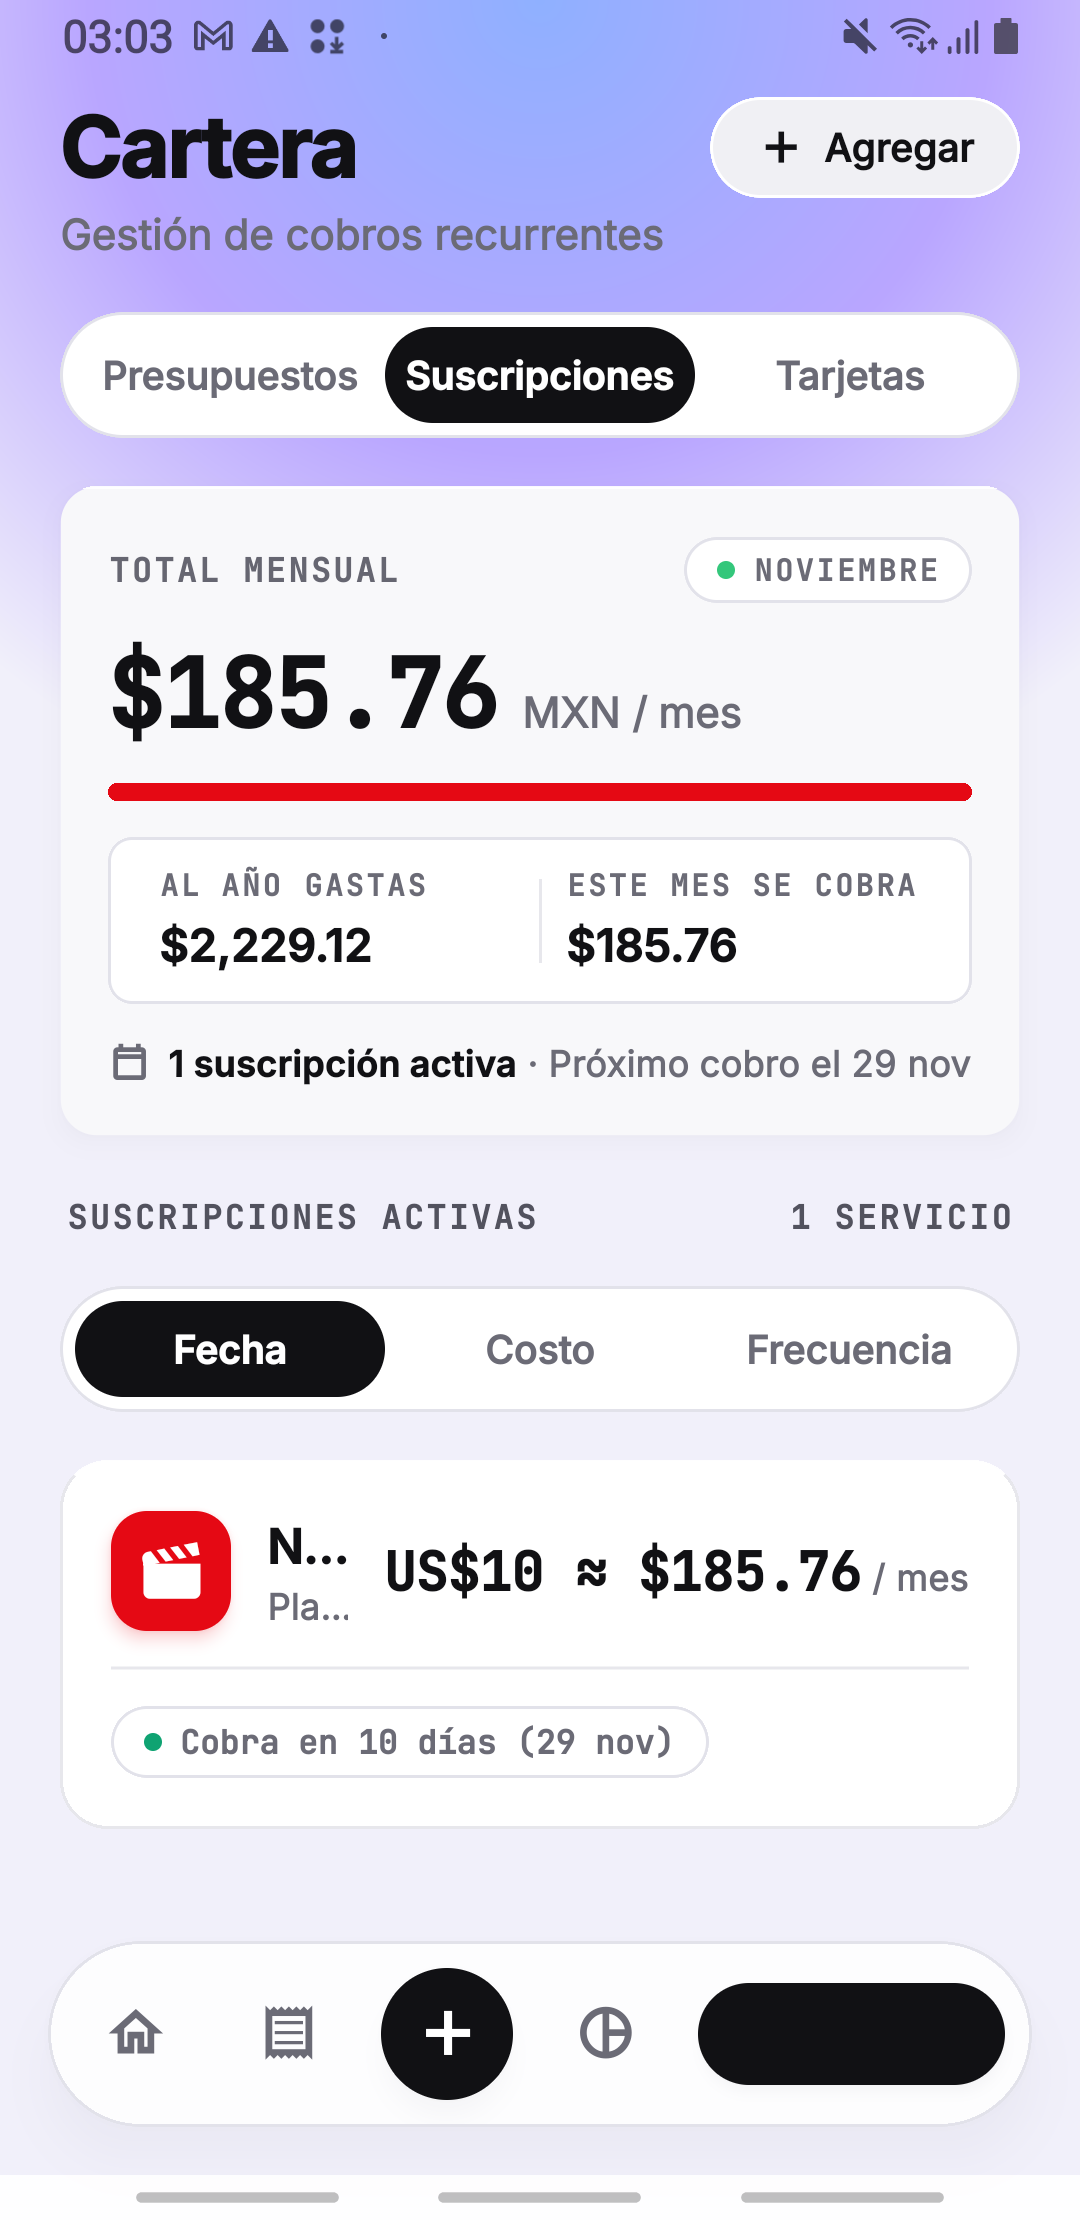 03:03
Cartera
+ Agregar
Gestión de cobros recurrentes
Presupuestos Suscripciones Tarjetas
TOTAL MENSUAL
NOVIEMBRE
$185.76 MXN / mes
AL AÑO GASTAS
ESTE MES SE COBRA
$2,229.12
$185.76
1 suscripción activa · Próximo cobro el 29 nov
SUSCRIPCIONES ACTIVAS
1 SERVICIO
Fecha Costo Frecuencia
N...
US$10 ≈ $185.76 / mes
Pla...
Cobra en 10 días (29 nov)